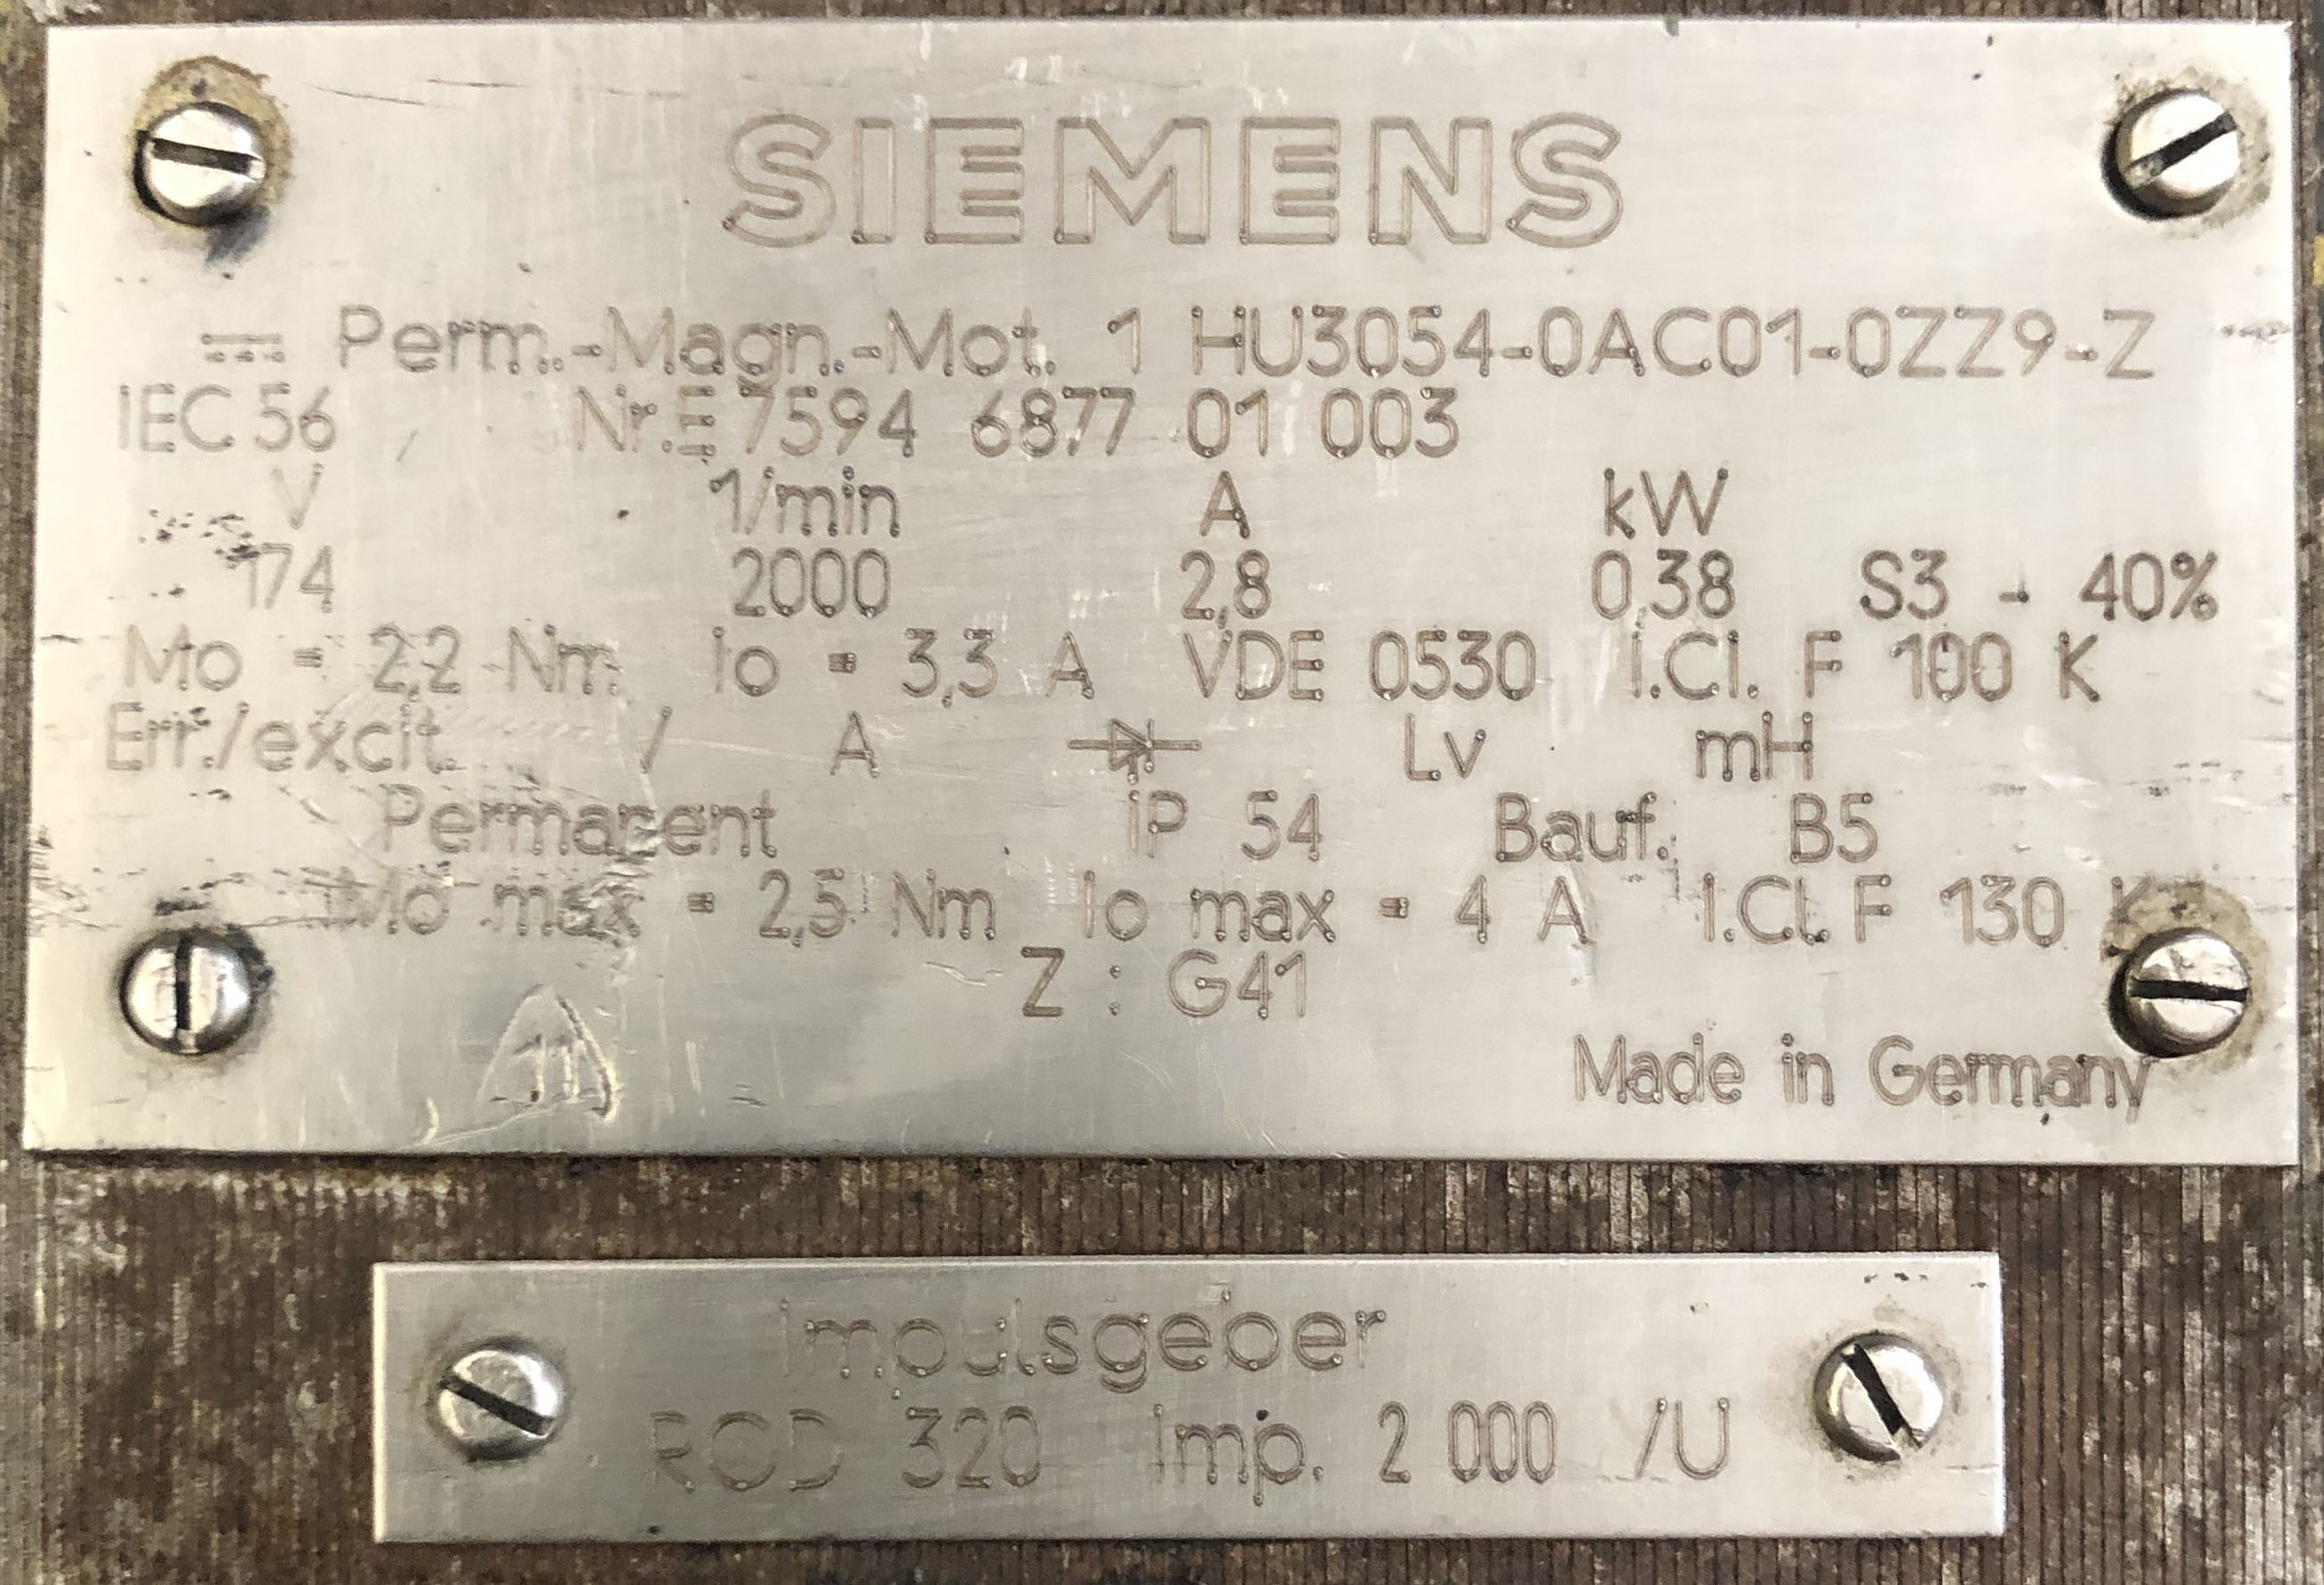 SIEMENS
Perm.-Magn.-Mot. 1 HU3054-0AC01-0ZZ9-Z
IEC 56 Nr.E 7594 6877 01 003
V 1/min A kW
174 2000 2,8 0,38 S3 - 40%
Mo = 2,2 Nm Io = 3,3 A VDE 0530 I.Cl. F 100 K
Err./excit. / A Lv mH
Permanent IP 54 Bauf. B5
Mo max = 2,5 Nm Io max = 4 A I.Cl. F 130 K
Z : G41
Made in Germany
Impulsgeber
ROD 320 Imp. 2 000 /U